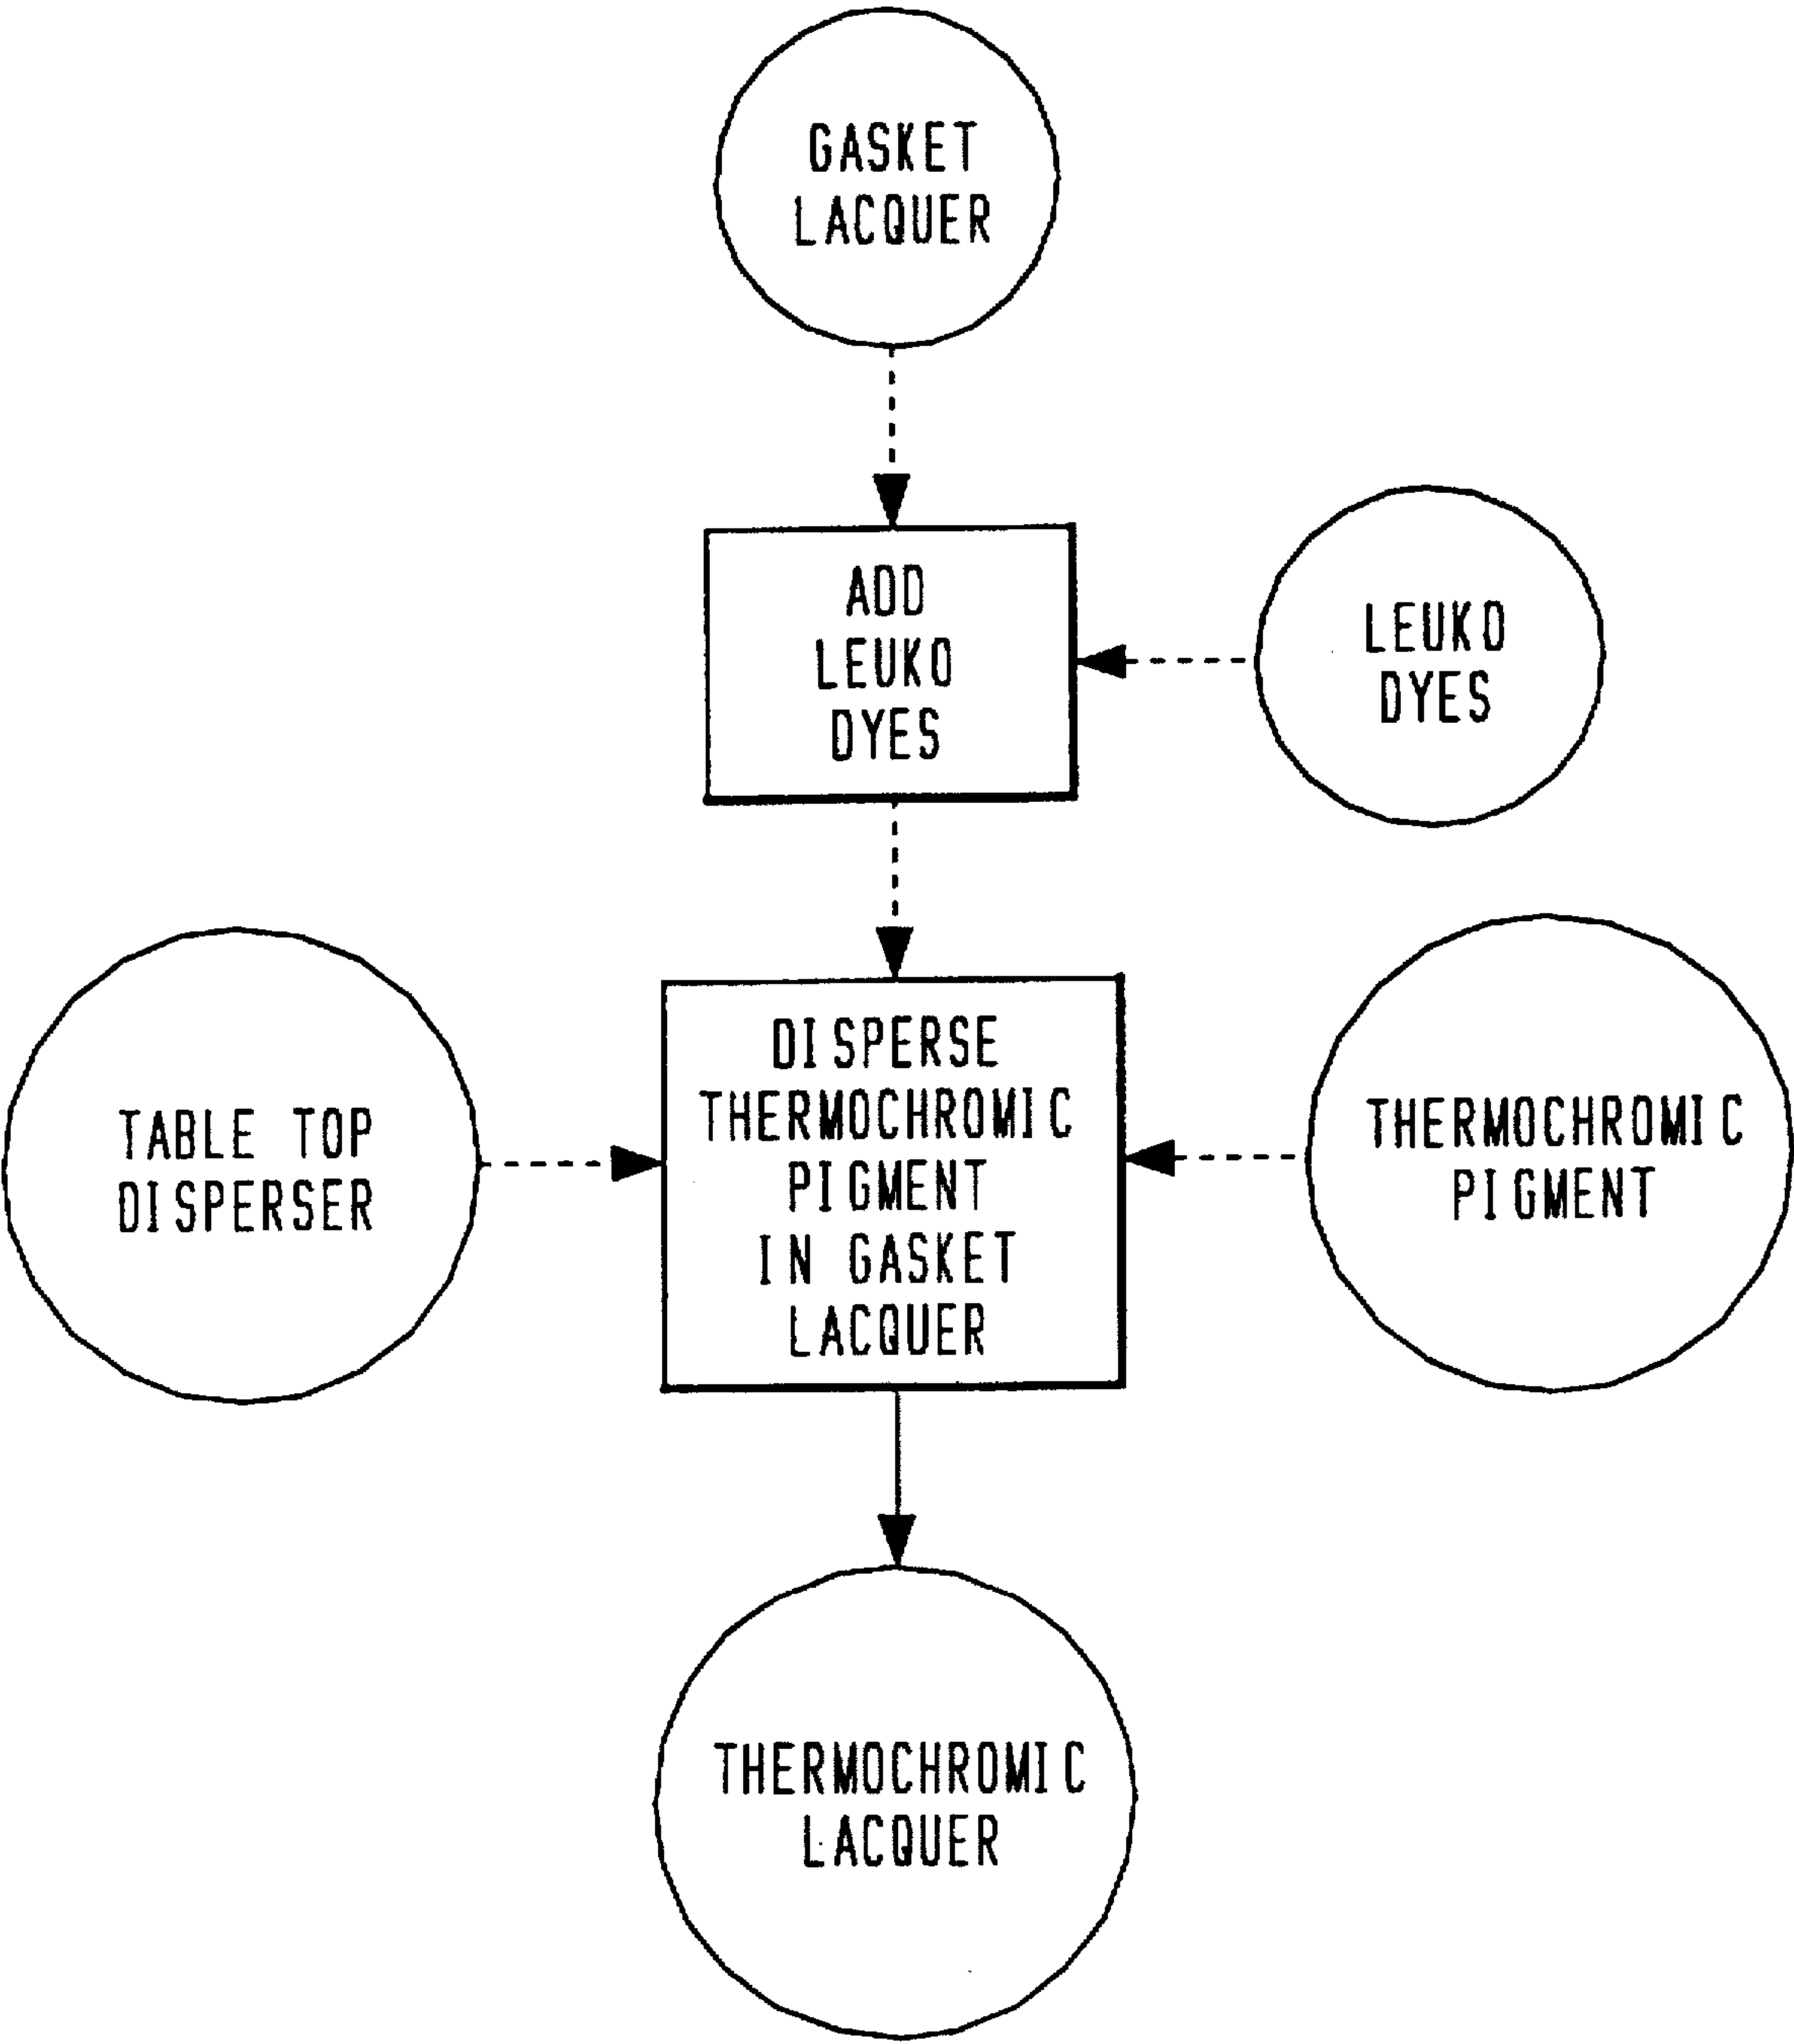 GASKET
LACQUER
ADD
LEUKO
DYES
LEUKO
DYES
TABLE TOP
DISPERSER
DISPERSE
THERMOCHROMIC
PIGMENT
IN GASKET
LACQUER
THERMOCHROMIC
PIGMENT
THERMOCHROMIC
LACQUER